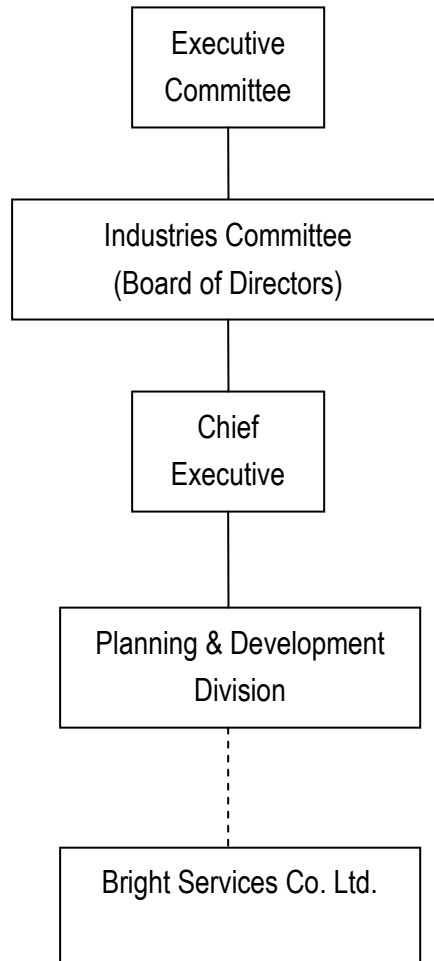 Executive
Committee
Industries Committee
(Board of Directors)
Chief
Executive
Planning & Development
Division
Bright Services Co. Ltd.